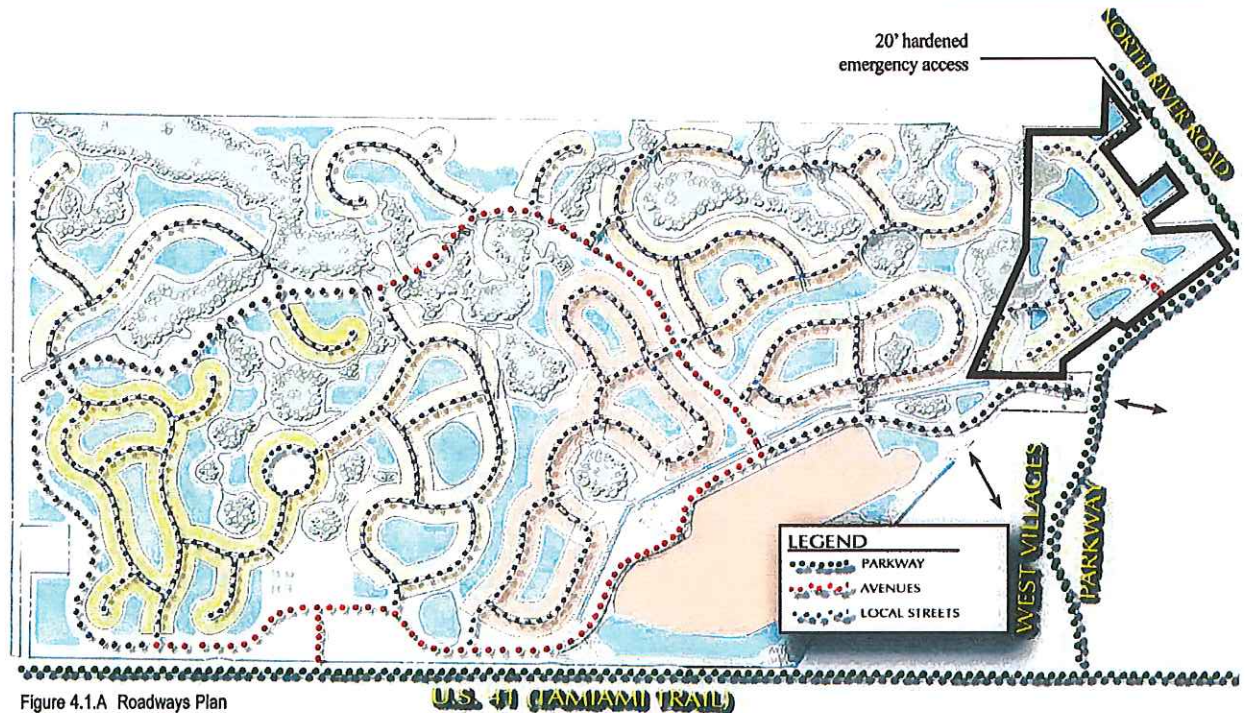 20' hardened
emergency access
NORTH RIVER ROAD
LEGEND
PARKWAY
AVENUES
LOCAL STREETS
WEST VILLAGES
PARKWAY
Figure 4.1.A Roadways Plan
U.S. 41 (TAMIAMI TRAIL)